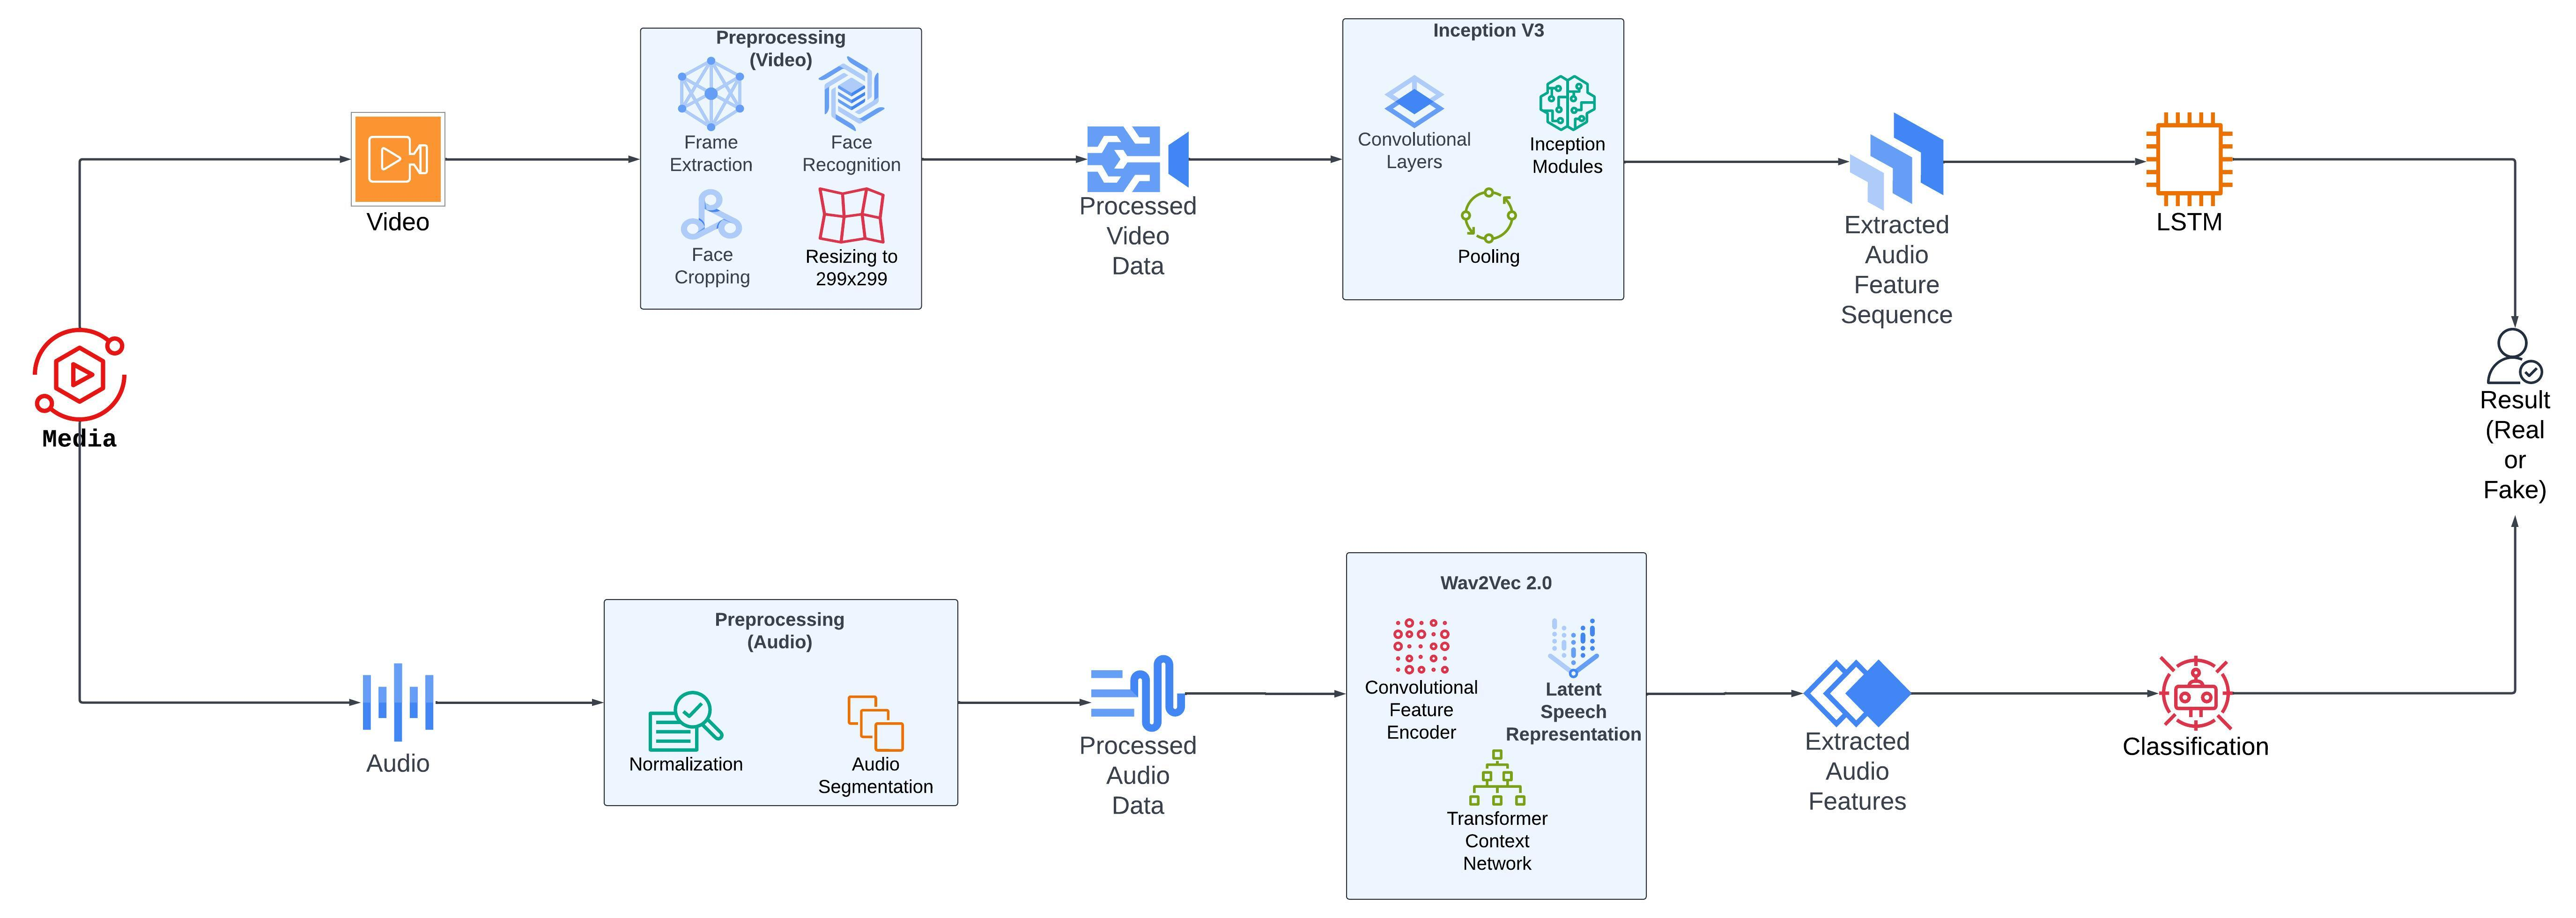 Media
Video
Preprocessing
(Video)
Frame
Extraction
Face
Recognition
Face
Cropping
Resizing to
299x299
Processed
Video
Data
Inception V3
Convolutional
Layers
Inception
Modules
Pooling
Extracted
Audio
Feature
Sequence
LSTM
Result
(Real
or
Fake)
Audio
Preprocessing
(Audio)
Normalization
Audio
Segmentation
Processed
Audio
Data
Wav2Vec 2.0
Convolutional
Feature
Encoder
Latent
Speech
Representation
Transformer
Context
Network
Extracted
Audio
Features
Classification